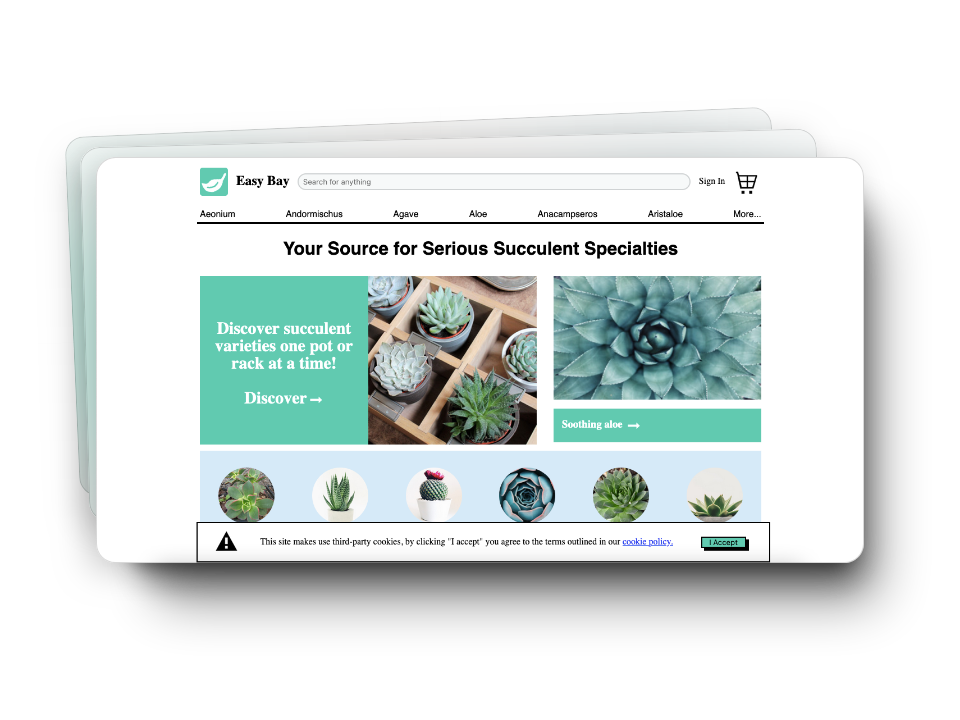 Easy Bay
Search for anything
Sign In
Aeonium
Andormischus
Agave
Aloe
Anacampseros
Aristaloe
More...
Your Source for Serious Succulent Specialties
Discover succulent
varieties one pot or
rack at a time!
Discover →
Soothing aloe →
This site makes use third-party cookies, by clicking "I accept" you agree to the terms outlined in our cookie policy.
I Accept